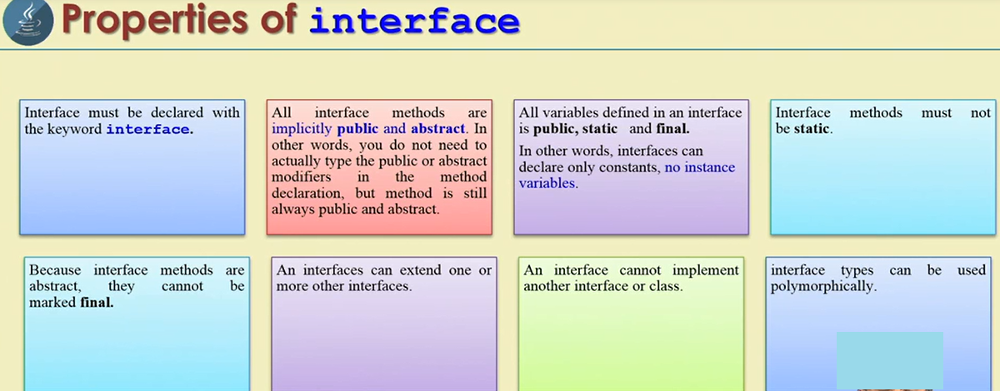 Properties of interface
Interface must be declared with
the keyword interface.
All interface methods are
implicitly public and abstract. In
other words, you do not need to
actually type the public or abstract
modifiers in the method
declaration, but method is still
always public and abstract.
All variables defined in an interface
is public, static and final.
In other words, interfaces can
declare only constants, no instance
variables.
Interface methods must not
be static.
Because interface methods are
abstract, they cannot be
marked final.
An interfaces can extend one or
more other interfaces.
An interface cannot implement
another interface or class.
interface types can be used
polymorphically.